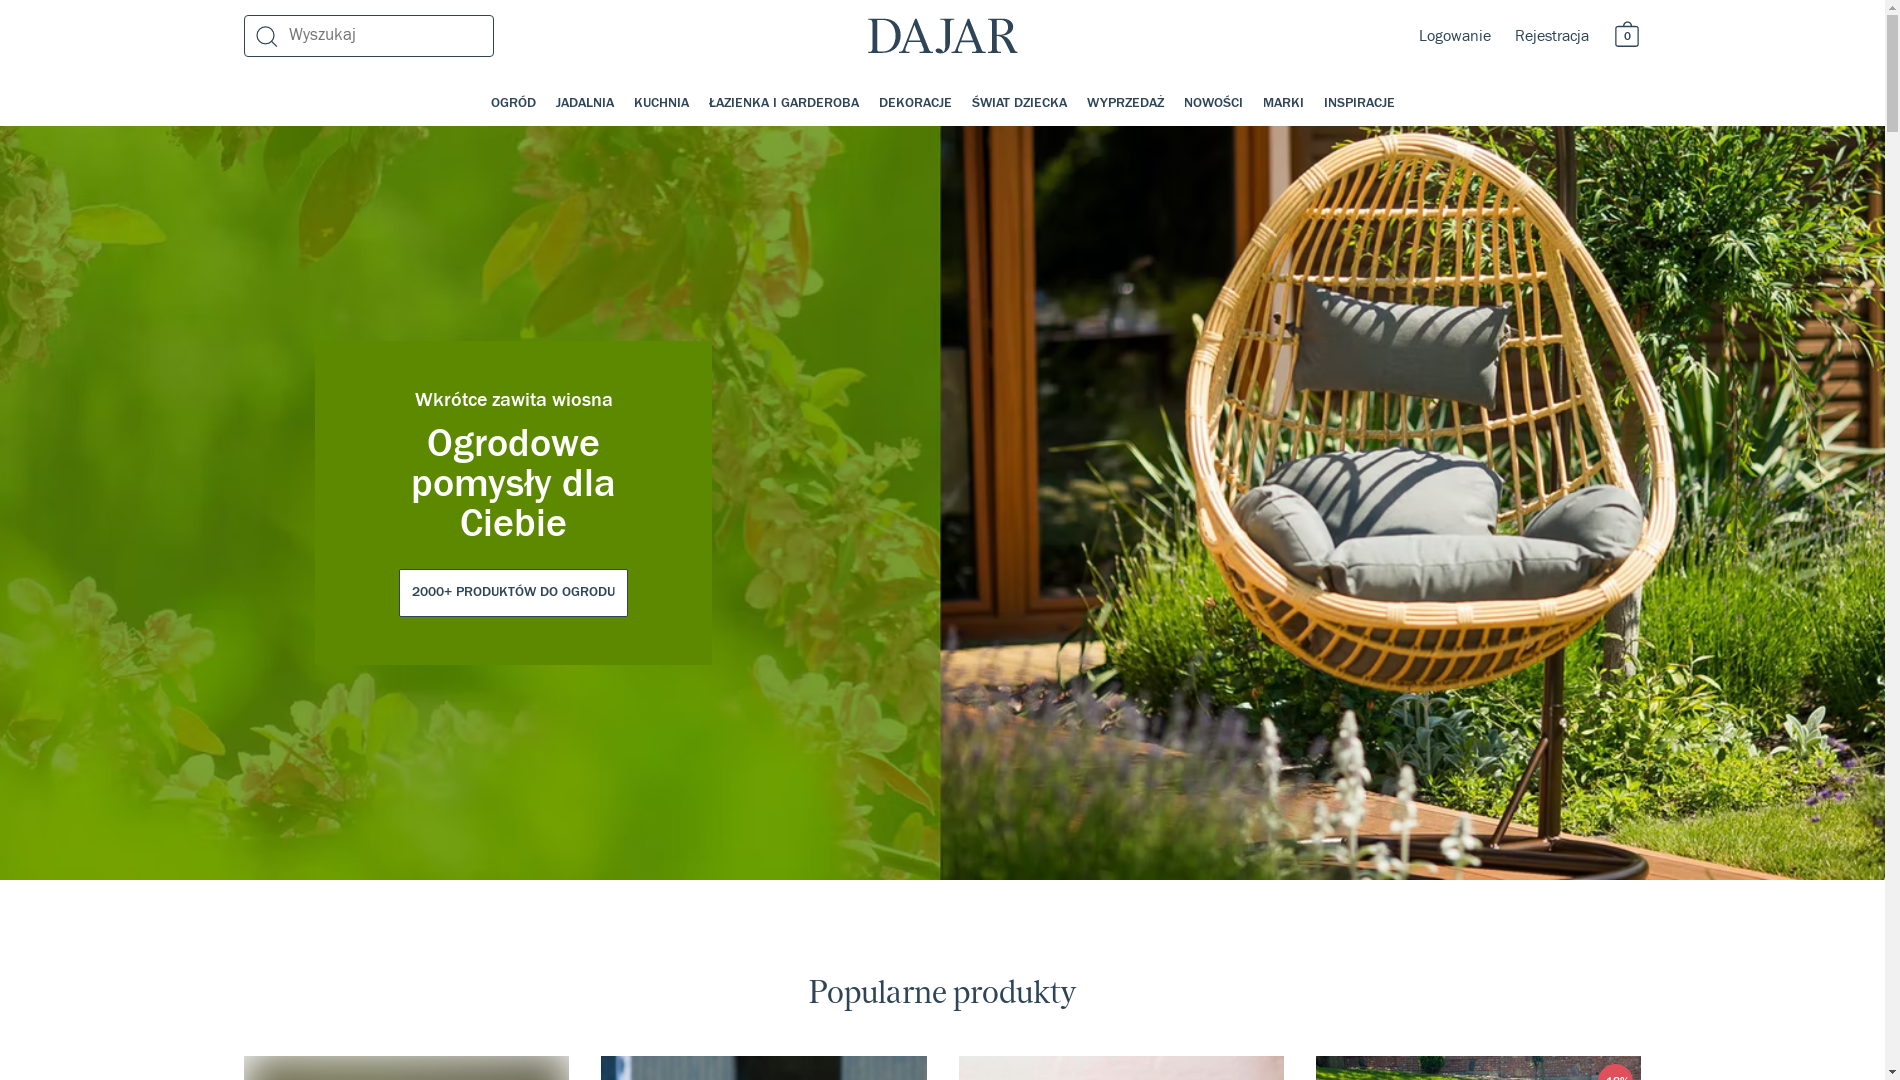 Wyszukaj
DAJAR
Logowanie
Rejestracja
0
OGRÓD JADALNIA KUCHNIA ŁAZIENKA I GARDEROBA DEKORACJE ŚWIAT DZIECKA WYPRZEDAŻ NOWOŚCI MARKI INSPIRACJE
Wkrótce zawita wiosna
Ogrodowe
pomysły dla
Ciebie
2000+ PRODUKTÓW DO OGRODU
Popularne produkty